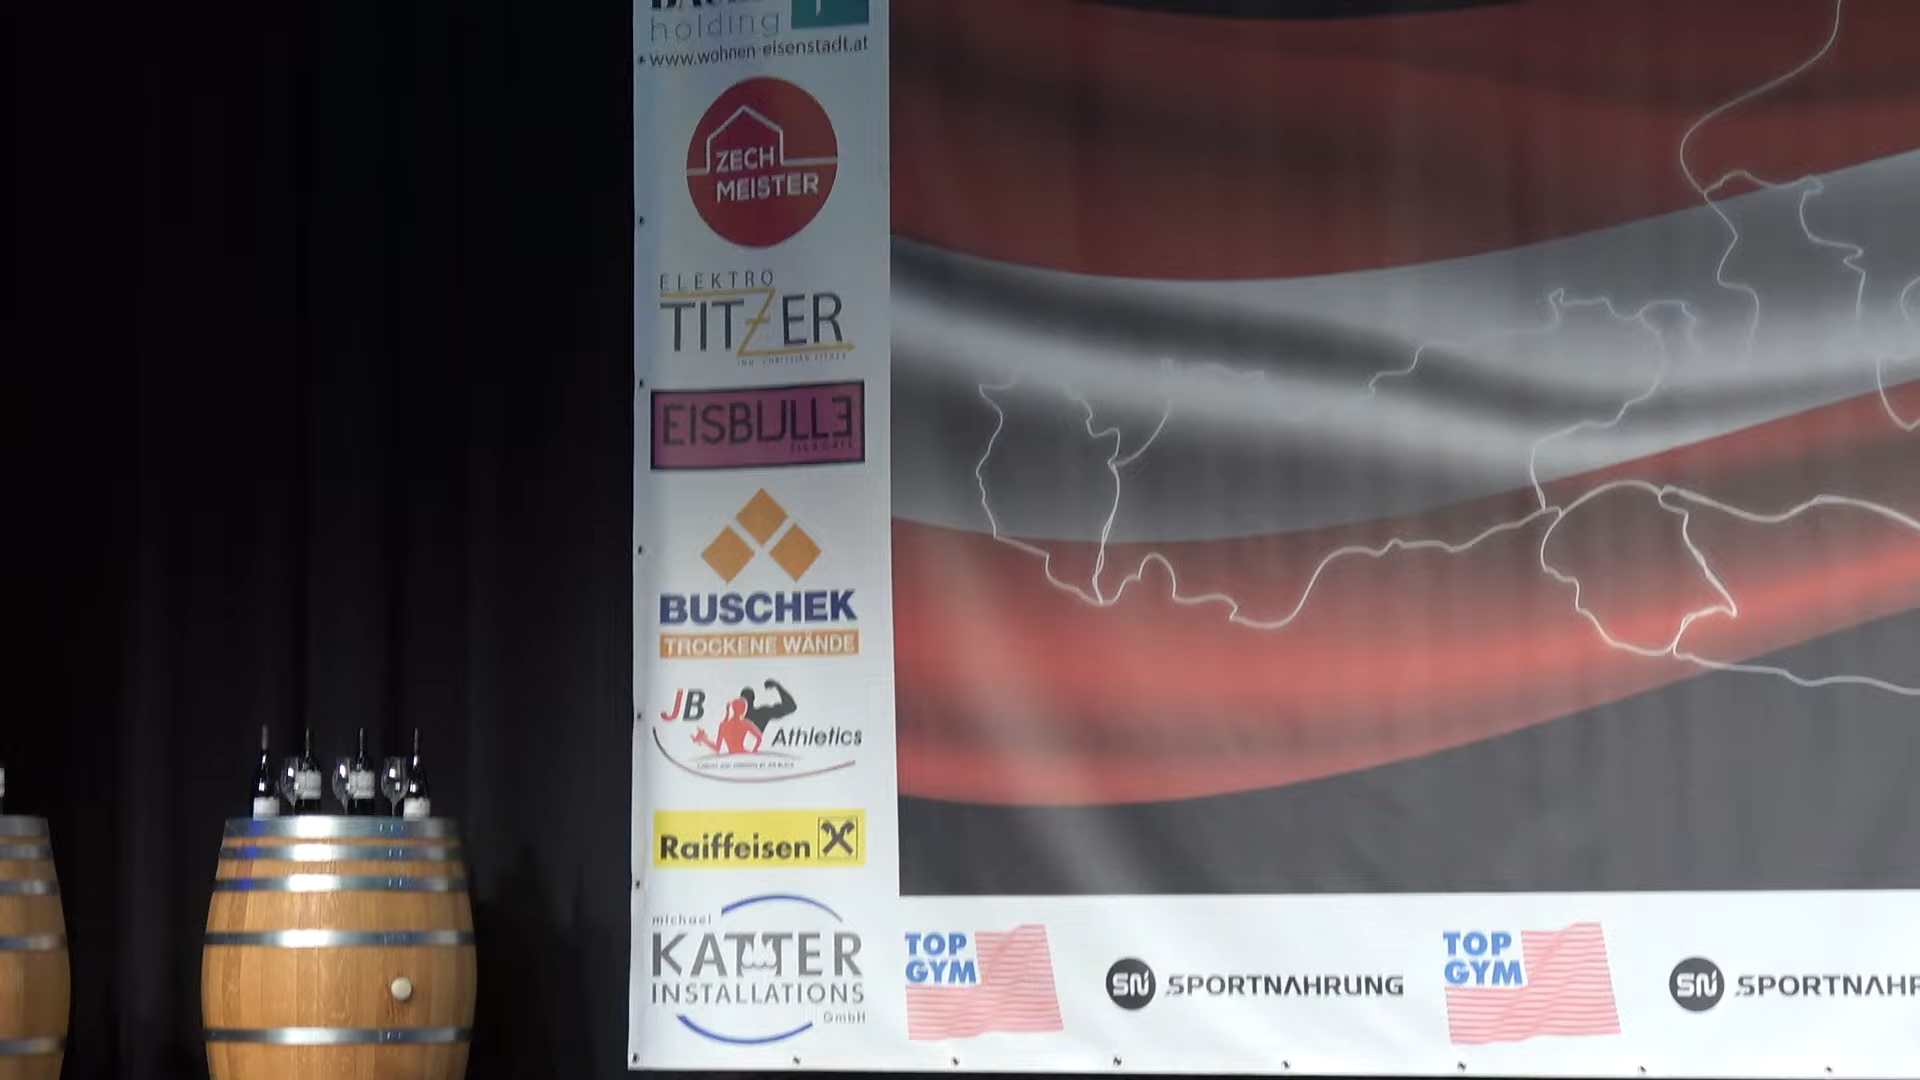 holding
www.wohnen-eisenstadt.at
ZECH
MEISTER
ELEKTRO
TITZER
EISBULLE
BUSCHEK
TROCKENE WÄNDE
JB
Athletics
Raiffeisen
michael
KATTER
INSTALLATIONS
GmbH
TOP
GYM
SN SPORTNAHRUNG
TOP
GYM
SN SPORTNAHR